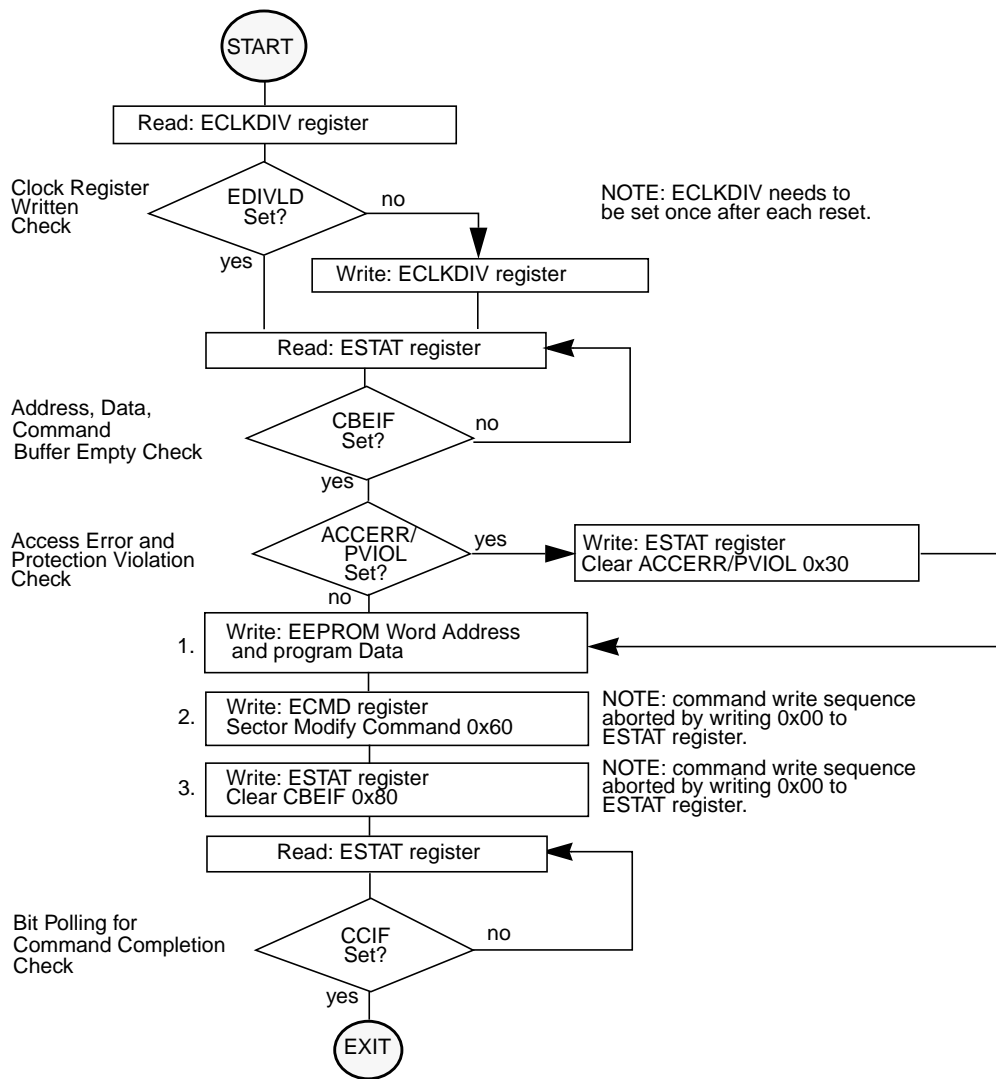 START
Read: ECLKDIV register
Clock Register
Written
Check
EDIVLD
Set?
no
yes
NOTE: ECLKDIV needs to
be set once after each reset.
Write: ECLKDIV register
Read: ESTAT register
Address, Data,
Command
Buffer Empty Check
CBEIF
Set?
no
yes
Access Error and
Protection Violation
Check
ACCERR/
PVIOL
Set?
yes
no
Write: ESTAT register
Clear ACCERR/PVIOL 0x30
1.
Write: EEPROM Word Address
and program Data
2.
Write: ECMD register
Sector Modify Command 0x60
NOTE: command write sequence
aborted by writing 0x00 to
ESTAT register.
3.
Write: ESTAT register
Clear CBEIF 0x80
NOTE: command write sequence
aborted by writing 0x00 to
ESTAT register.
Read: ESTAT register
Bit Polling for
Command Completion
Check
CCIF
Set?
no
yes
EXIT